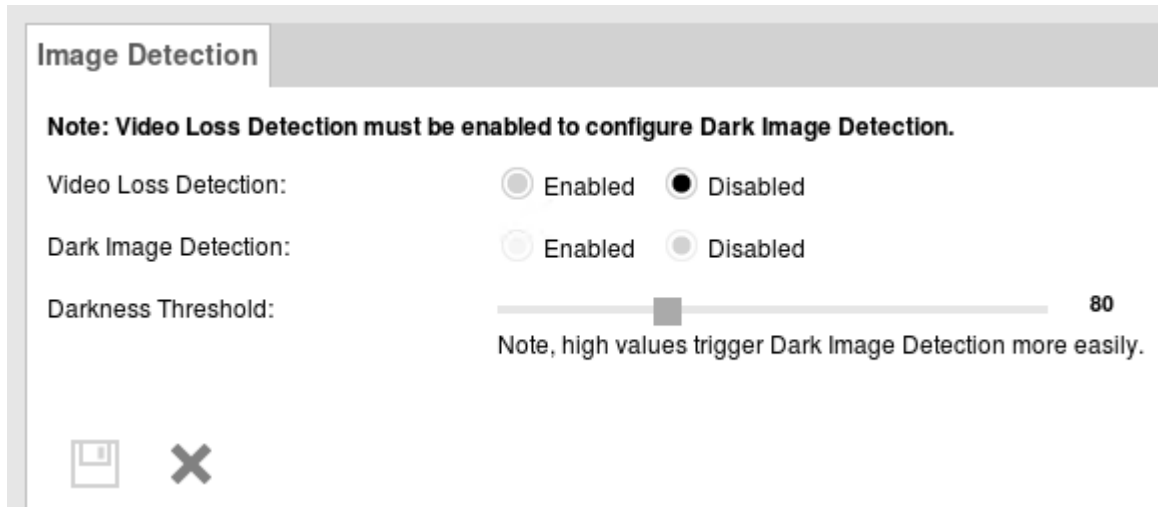 Image Detection
Note: Video Loss Detection must be enabled to configure Dark Image Detection.
Video Loss Detection: Enabled Disabled
Dark Image Detection: Enabled Disabled
Darkness Threshold: 80
Note, high values trigger Dark Image Detection more easily.